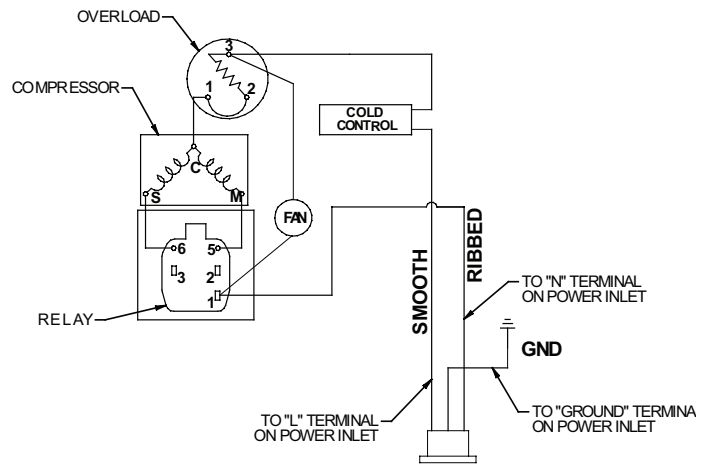 OVERLOAD
3
1 2
COMPRESSOR
COLD
CONTROL
C
S M
FAN
6 5
3 2
1
RELAY
SMOOTH
RIBBED
TO "N" TERMINAL
ON POWER INLET
GND
TO "L" TERMINAL
ON POWER INLET
TO "GROUND" TERMINA
ON POWER INLET